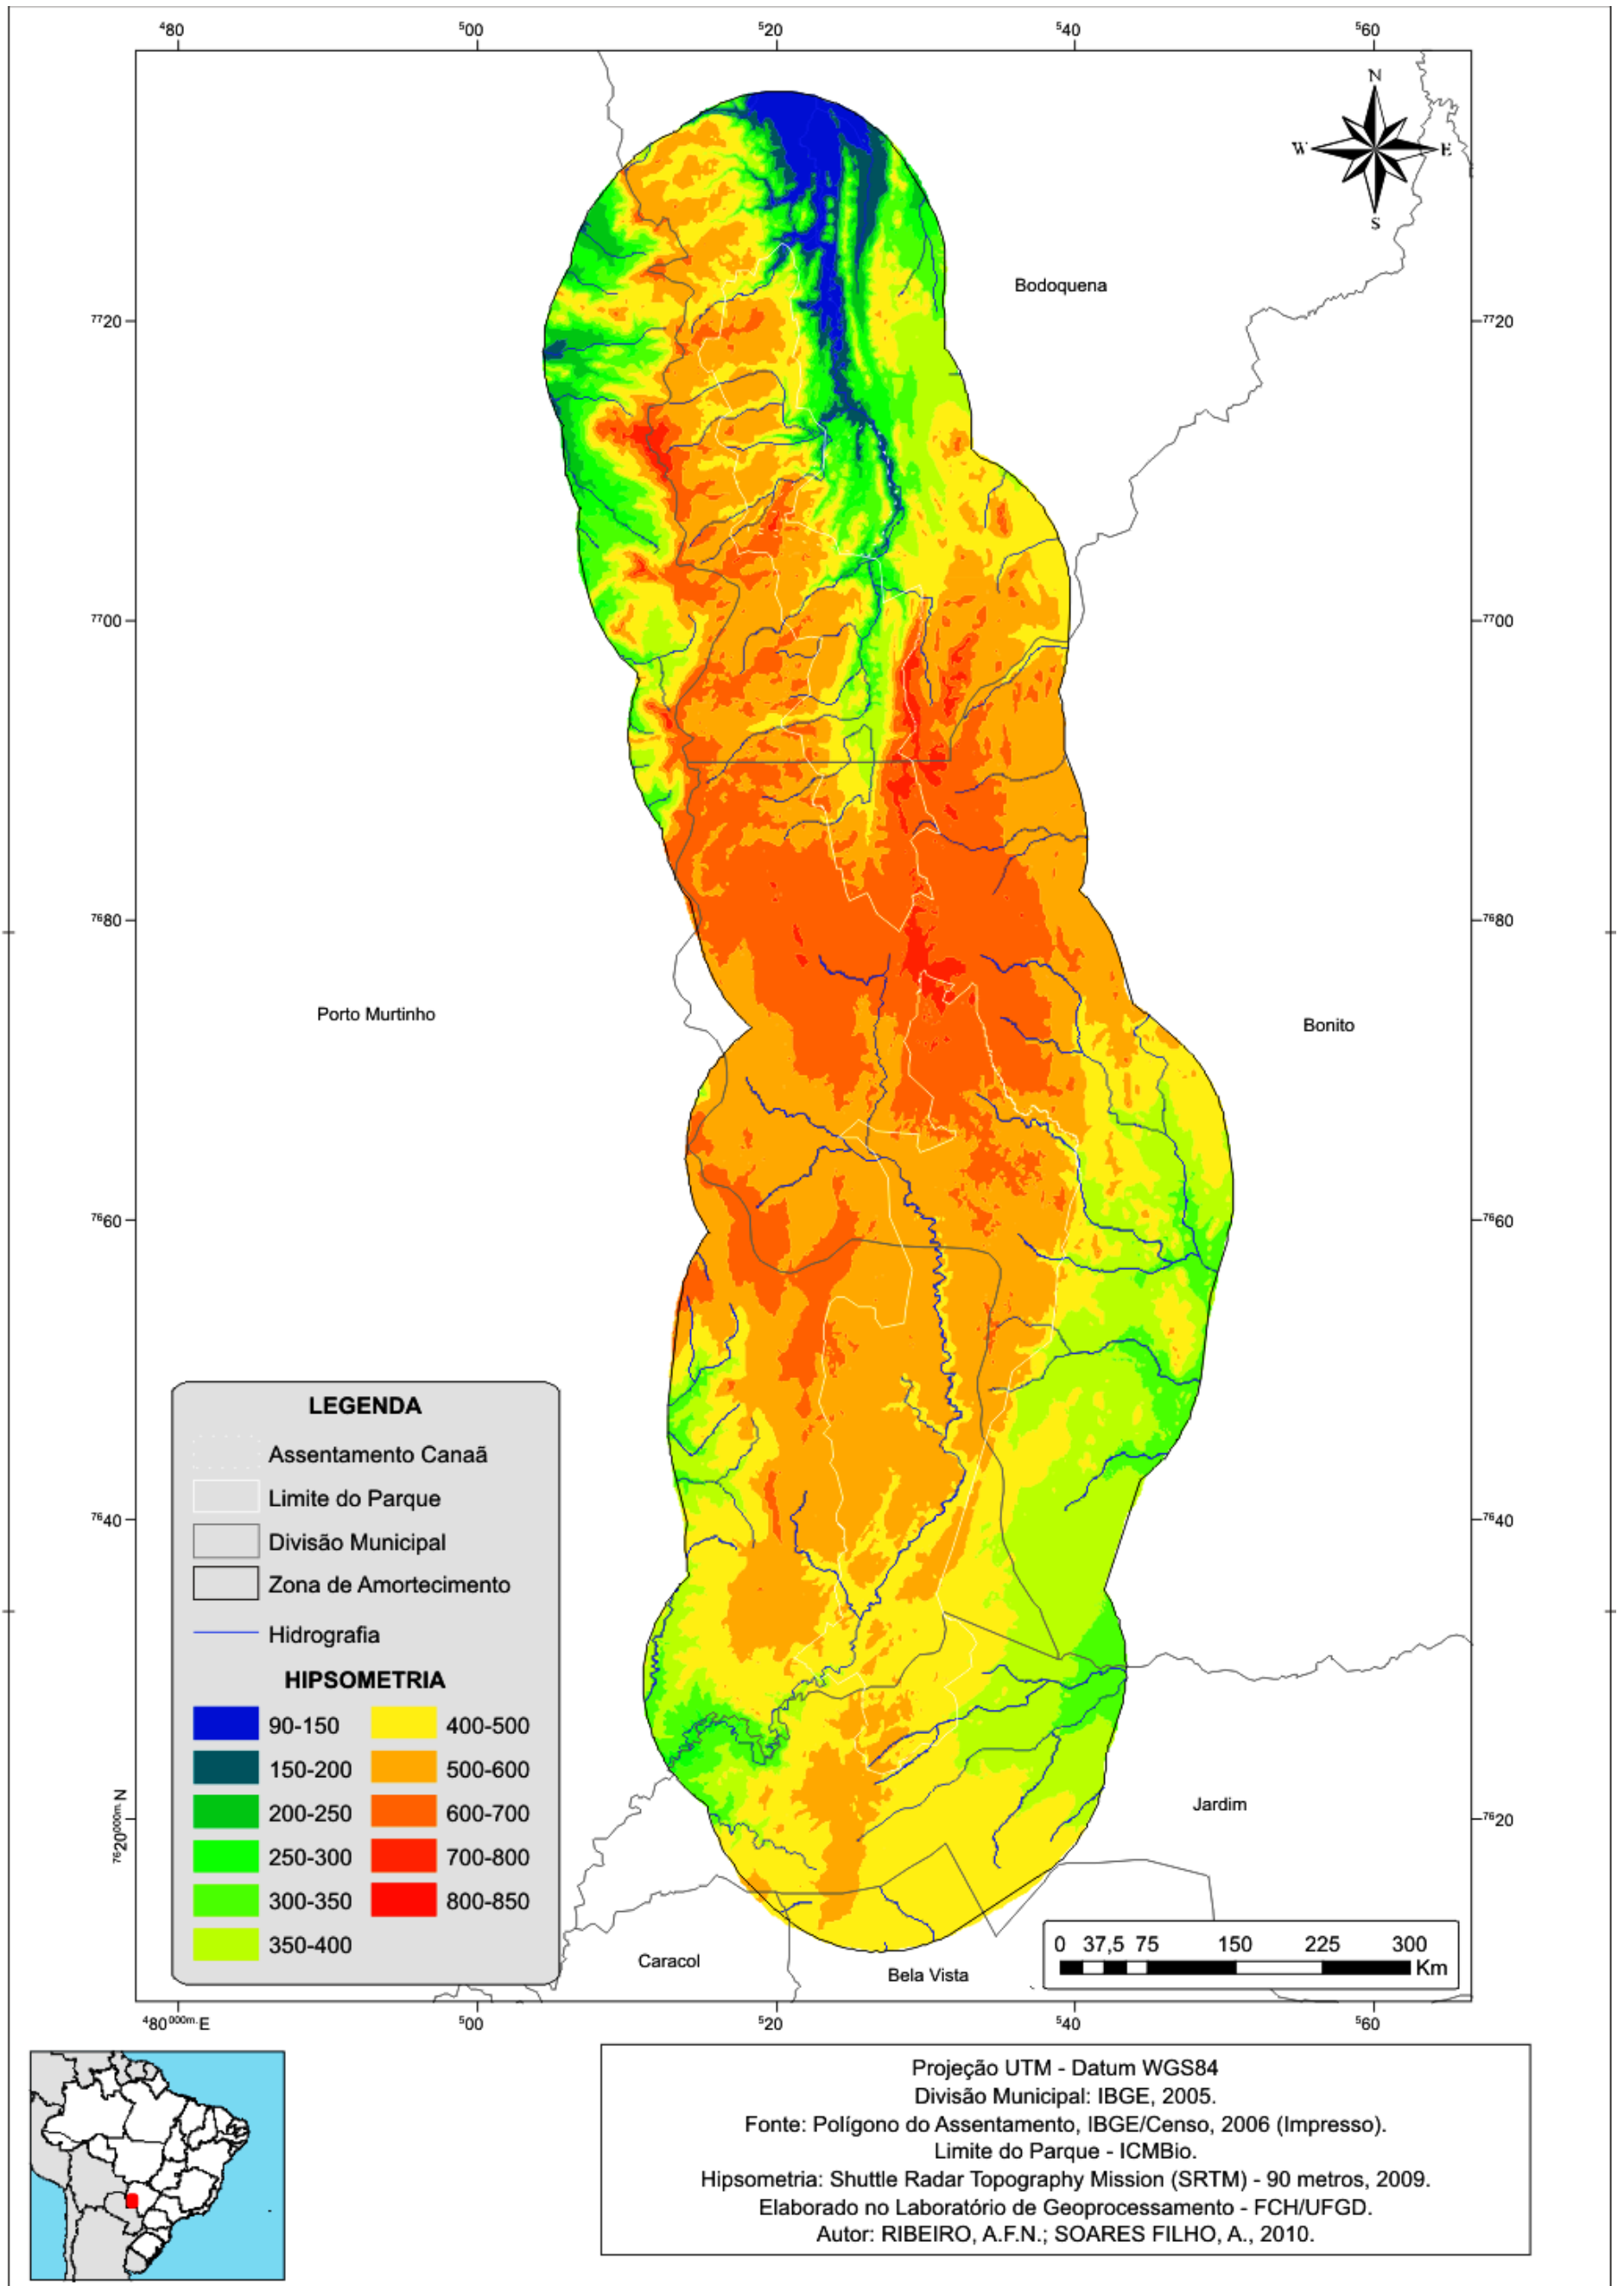 480 500 520 540 560
N
W E
S
Bodoquena
7720 7720
7700 7700
7680 7680
Porto Murtinho
Bonito
7660 7660
LEGENDA
Assentamento Canaã
Limite do Parque
Divisão Municipal
Zona de Amortecimento
Hidrografia
HIPSOMETRIA
90-150 400-500
150-200 500-600
200-250 600-700
250-300 700-800
300-350 800-850
350-400
7640 7640
7620000m. N 7620
Jardim
Caracol
Bela Vista
0 37,5 75 150 225 300
Km
480000m. E 500 520 540 560
Projeção UTM - Datum WGS84
Divisão Municipal: IBGE, 2005.
Fonte: Polígono do Assentamento, IBGE/Censo, 2006 (Impresso).
Limite do Parque - ICMBio.
Hipsometria: Shuttle Radar Topography Mission (SRTM) - 90 metros, 2009.
Elaborado no Laboratório de Geoprocessamento - FCH/UFGD.
Autor: RIBEIRO, A.F.N.; SOARES FILHO, A., 2010.